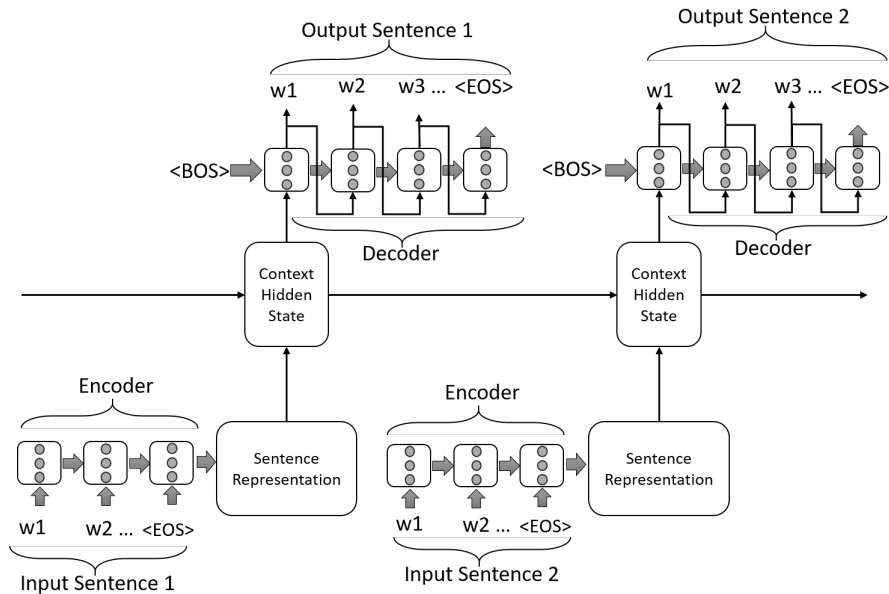 Output Sentence 1
w1 w2 w3 ... <EOS>
<BOS>
Decoder
Context
Hidden
State
Encoder
Sentence
Representation
w1 w2 ... <EOS>
Input Sentence 1
Output Sentence 2
w1 w2 w3 ... <EOS>
<BOS>
Decoder
Context
Hidden
State
Encoder
Sentence
Representation
w1 w2 ... <EOS>
Input Sentence 2